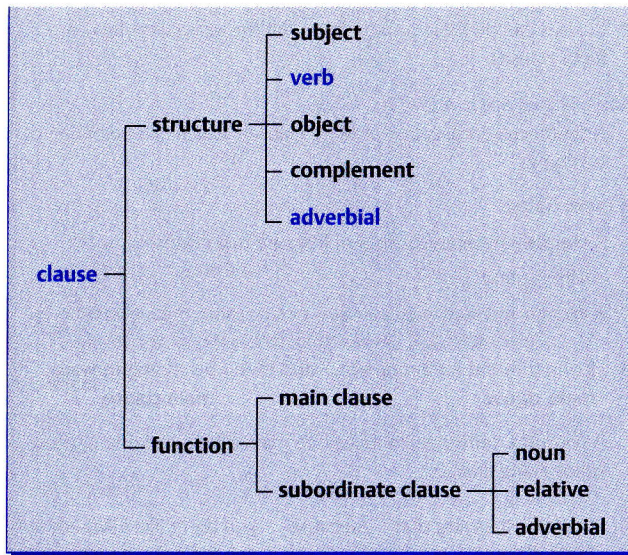 subject
verb
structure
object
complement
adverbial
clause
main clause
function
noun
subordinate clause
relative
adverbial